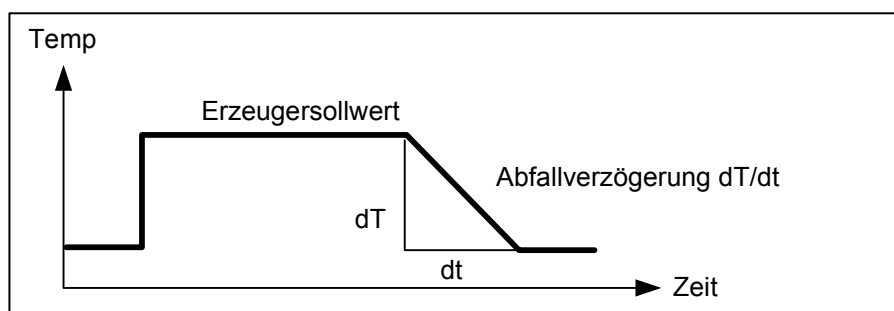 Temp
Erzeugersollwert
Abfallverzögerung dT/dt
dT
dt
Zeit